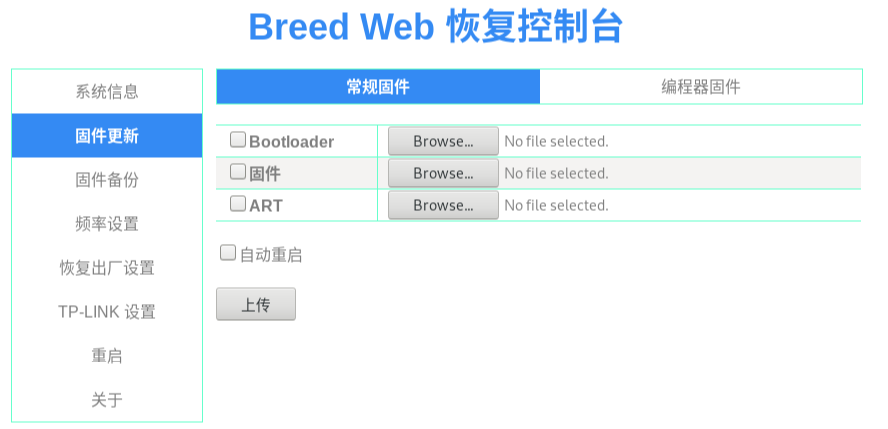 Breed Web 恢复控制台
系统信息
固件更新
固件备份
频率设置
恢复出厂设置
TP-LINK 设置
重启
关于
常规固件 编程器固件
Bootloader Browse... No file selected.
固件 Browse... No file selected.
ART Browse... No file selected.
自动重启
上传